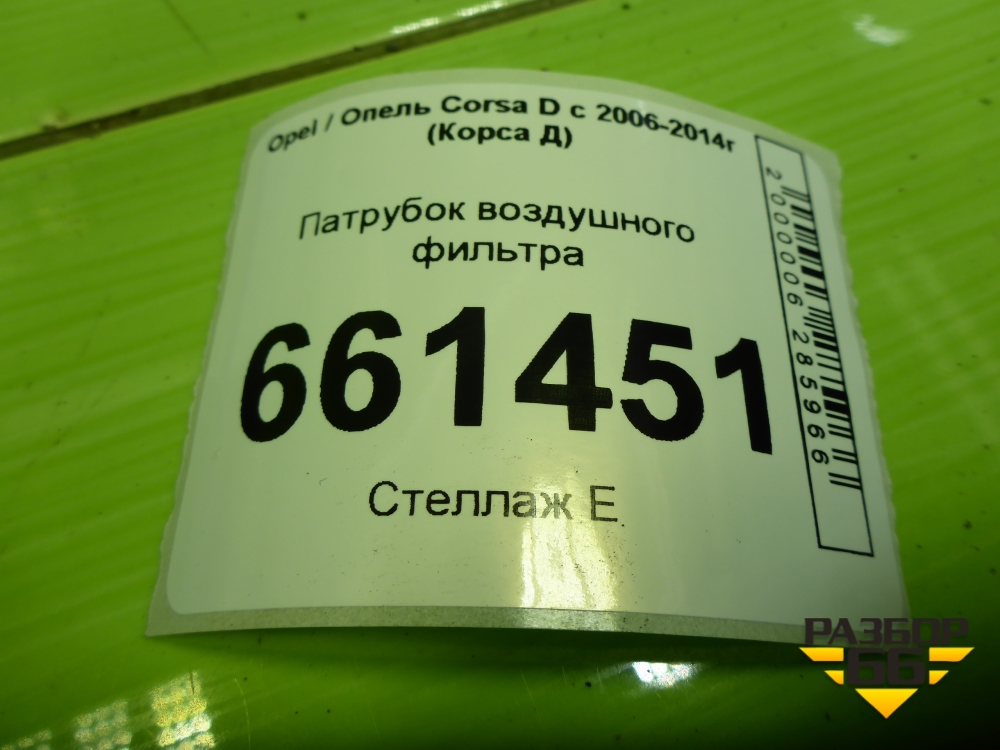 Opel / Опель Corsa D с 2006-2014г
(Корса Д)
Патрубок воздушного
фильтра
661451
Стеллаж Е
2000006285966
РАЗБОР
66